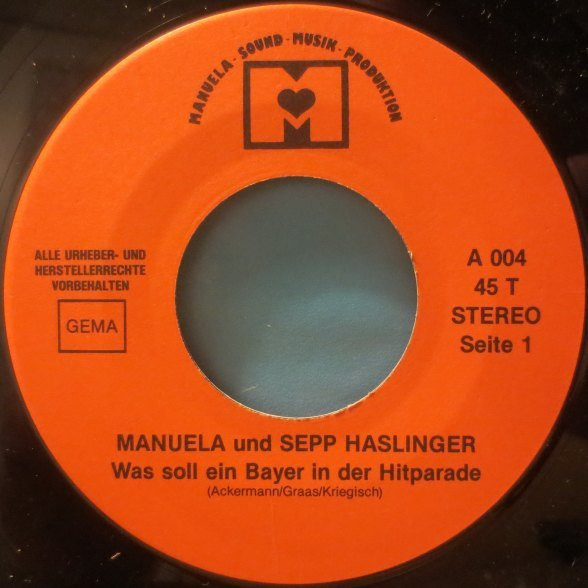 MANUELA-SOUND-MUSIK-PRODUKTION
M
M
ALLE URHEBER- UND
HERSTELLERRECHTE
VORBEHALTEN
GEMA
A 004
45 T
STEREO
Seite 1
MANUELA und SEPP HASLINGER
Was soll ein Bayer in der Hitparade
(Ackermann/Graas/Kriegisch)